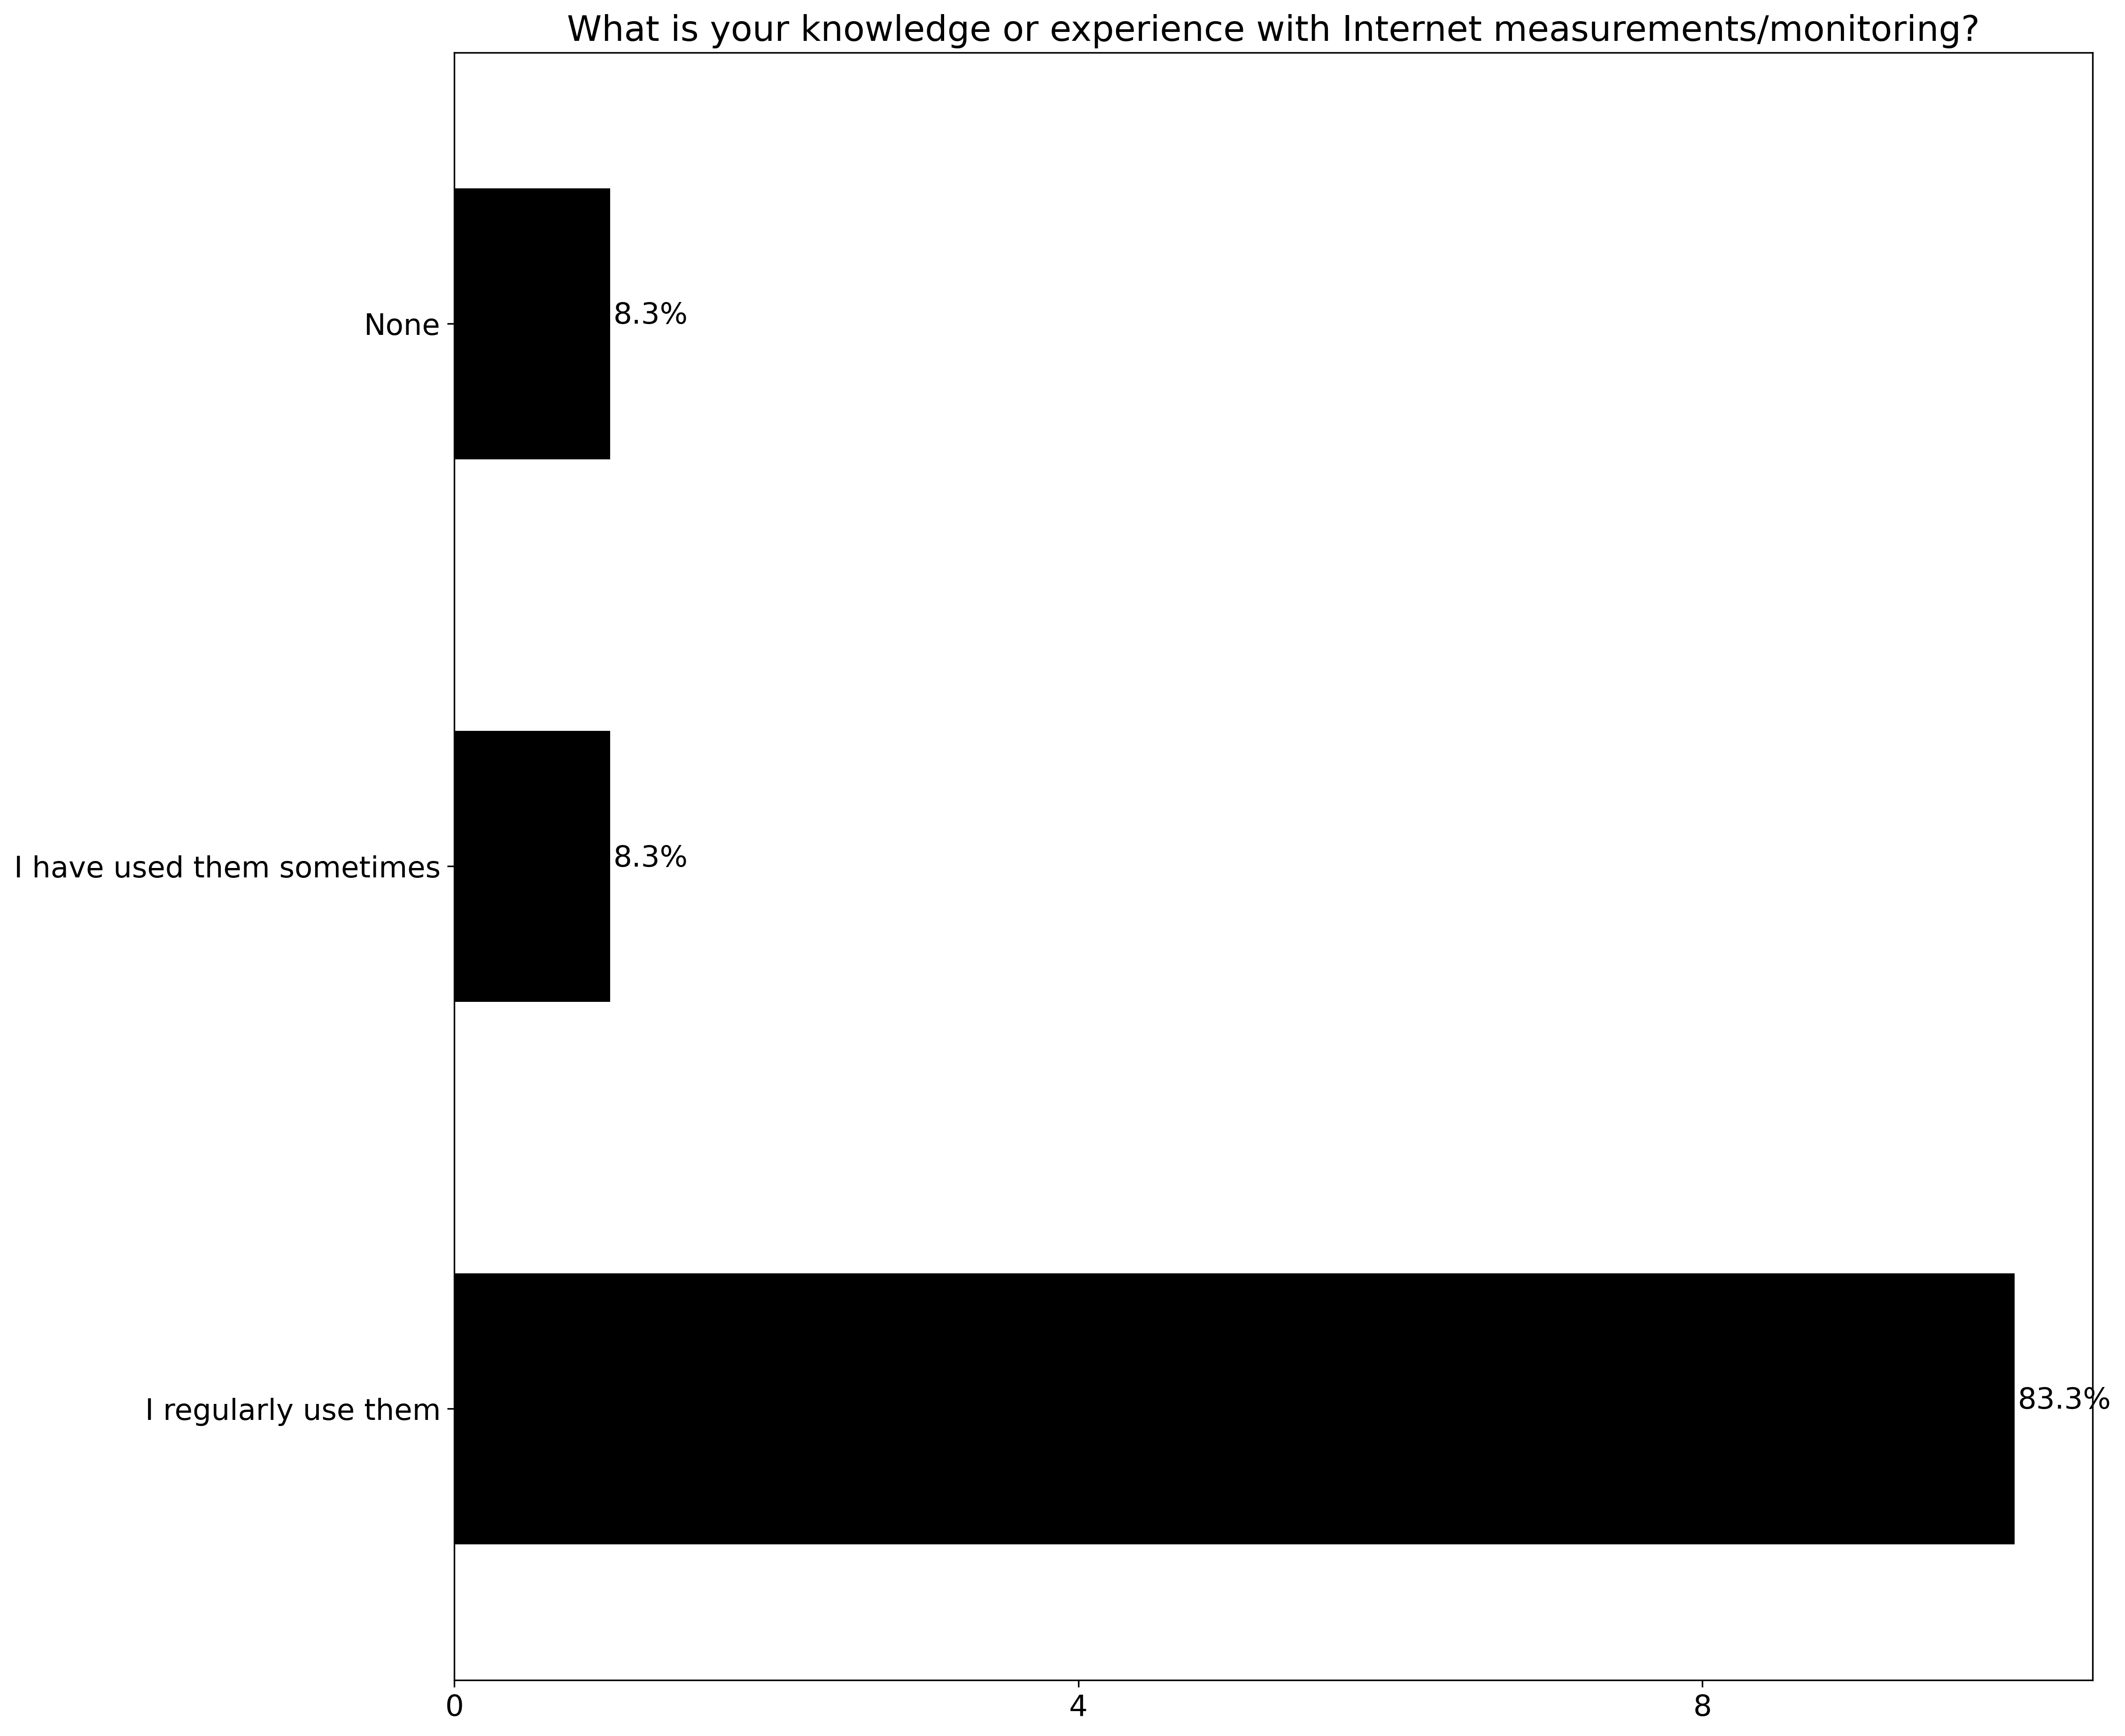 What is your knowledge or experience with Internet measurements/monitoring?
None
8.3%
I have used them sometimes
8.3%
I regularly use them
83.3%
0 4 8